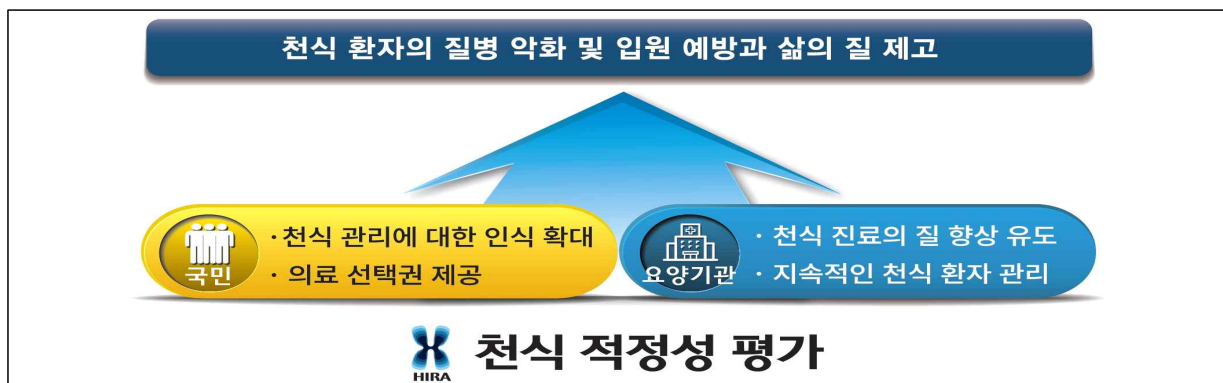 천식 환자의 질병 악화 및 입원 예방과 삶의 질 제고
· 천식 관리에 대한 인식 확대
· 의료 선택권 제공
국민
· 천식 진료의 질 향상 유도
· 지속적인 천식 환자 관리
요양기관
HIRA
천식 적정성 평가